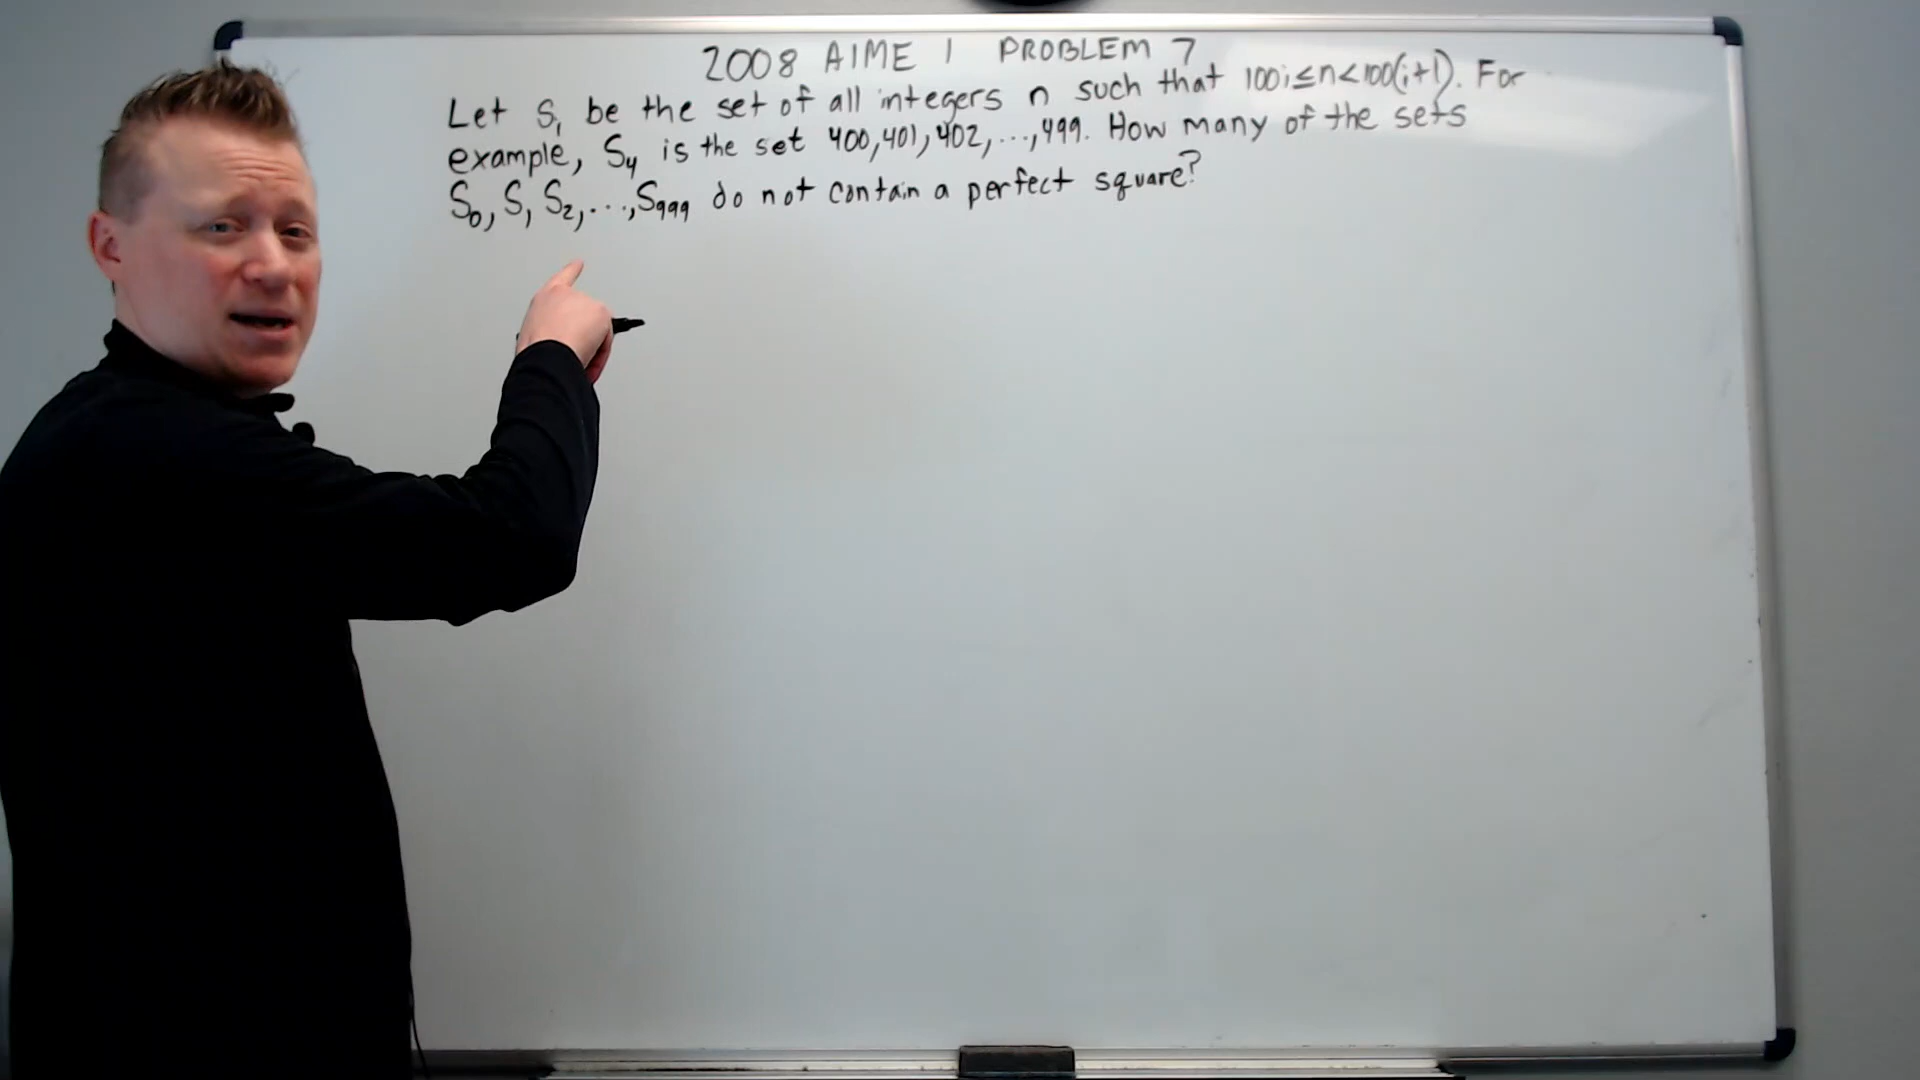 2008 AIME 1 PROBLEM 7
Let Sᵢ be the set of all integers n such that 100i≤n<100(i+1). For
example, S₄ is the set 400,401,402,...,499. How many of the sets
S₀, S₁ S₂,...,S₉₉₉ do not contain a perfect square?